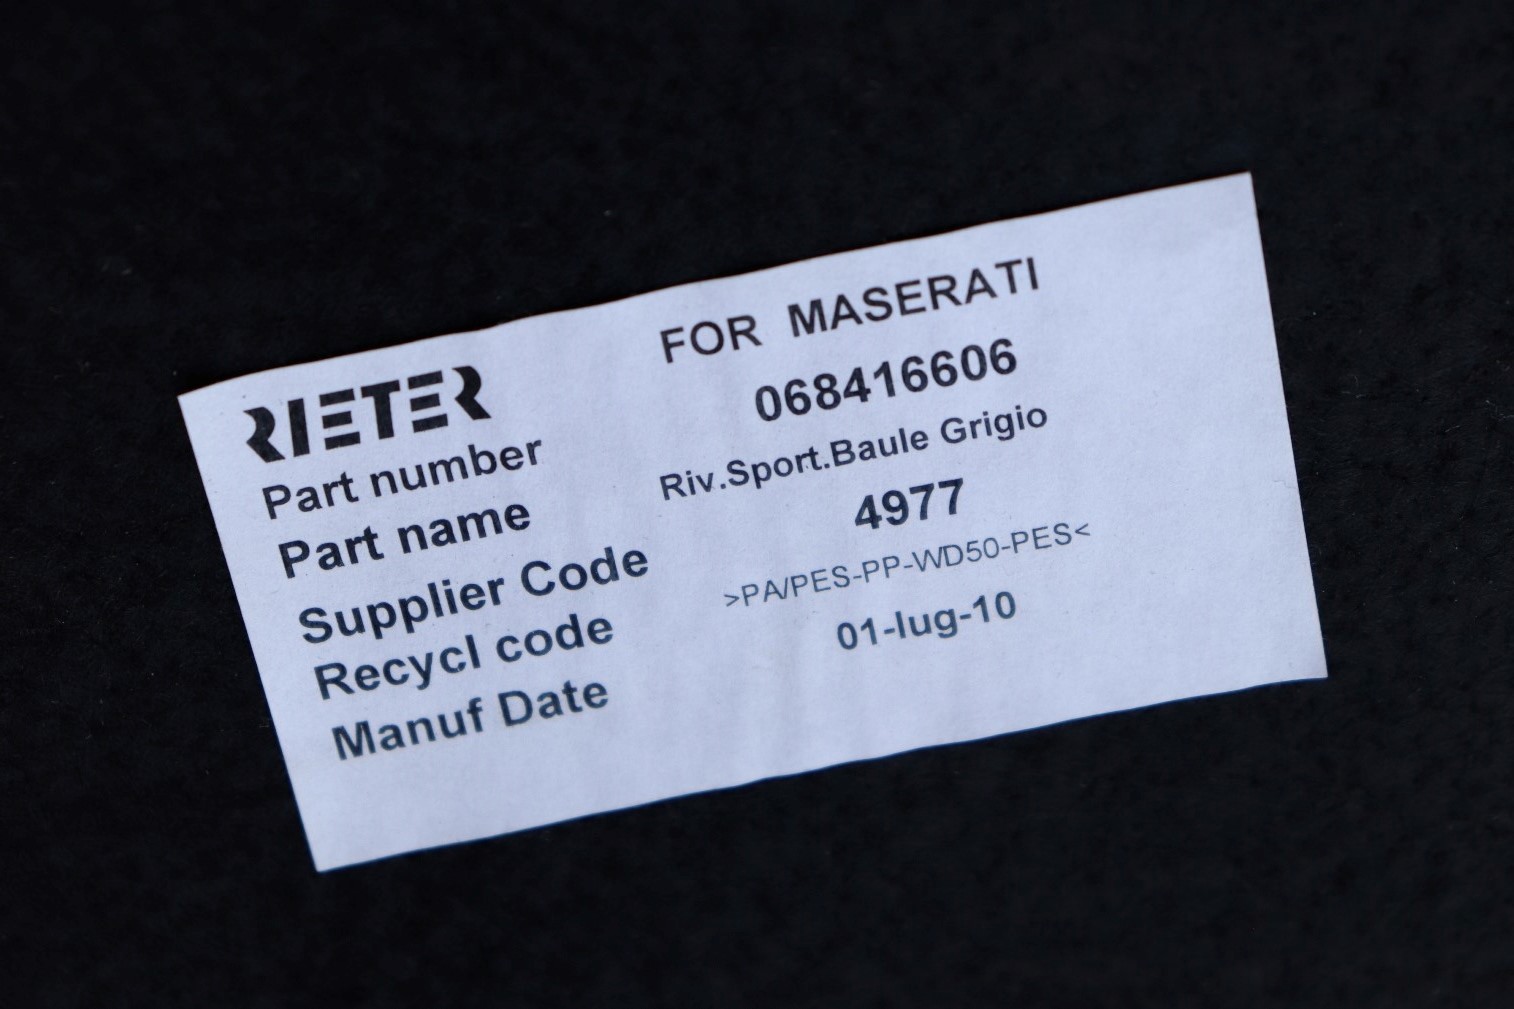 FOR MASERATI
RIETER
Part number 068416606
Part name Riv.Sport.Baule Grigio
Supplier Code 4977
Recycl code >PA/PES-PP-WD50-PES<
Manuf Date 01-lug-10